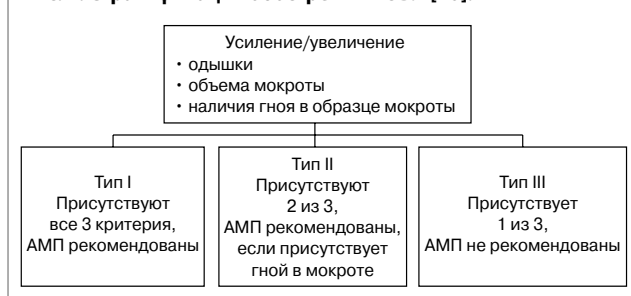 Усиление/увеличение
• одышки
• объема мокроты
• наличия гноя в образце мокроты
Тип I
Присутствуют
все 3 критерия,
АМП рекомендованы
Тип II
Присутствуют
2 из 3,
АМП рекомендованы,
если присутствует
гной в мокроте
Тип III
Присутствует
1 из 3,
АМП не рекомендованы